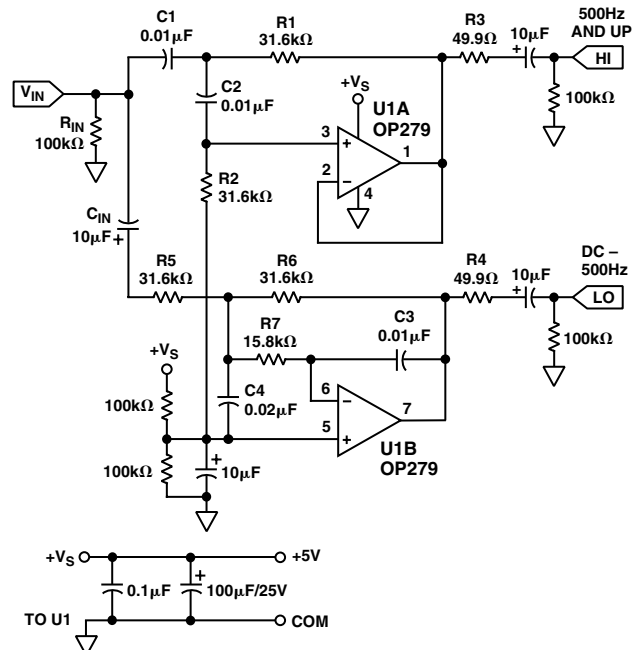 C1
0.01µF
R1
31.6kΩ
R3
49.9Ω
10µF
+
500Hz
AND UP
HI
100kΩ
VIN
RIN
100kΩ
C2
0.01µF
+VS
U1A
OP279
3
+
1
2
−
4
R2
31.6kΩ
CIN
10µF
+
R5
31.6kΩ
R6
31.6kΩ
R4
49.9Ω
10µF
+
DC –
500Hz
LO
100kΩ
R7
15.8kΩ
C3
0.01µF
+VS
100kΩ
C4
0.02µF
6
−
7
5
+
U1B
OP279
100kΩ
+
10µF
+VS
+5V
0.1µF
+
100µF/25V
TO U1
COM